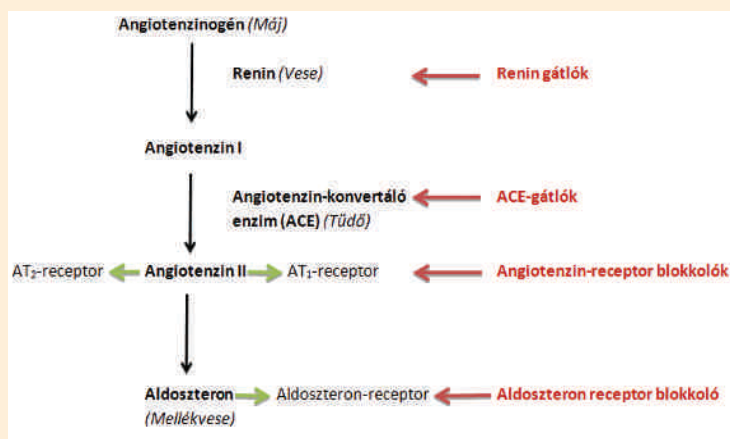 Angiotenzinogén (Máj)
Renin (Vese)
Renin gátlók
Angiotenzin I
Angiotenzin-konvertáló
enzim (ACE) (Tüdő)
ACE-gátlók
AT₂-receptor
Angiotenzin II
AT₁-receptor
Angiotenzin-receptor blokkolók
Aldoszteron
(Mellékvese)
Aldoszteron-receptor
Aldoszteron receptor blokkoló